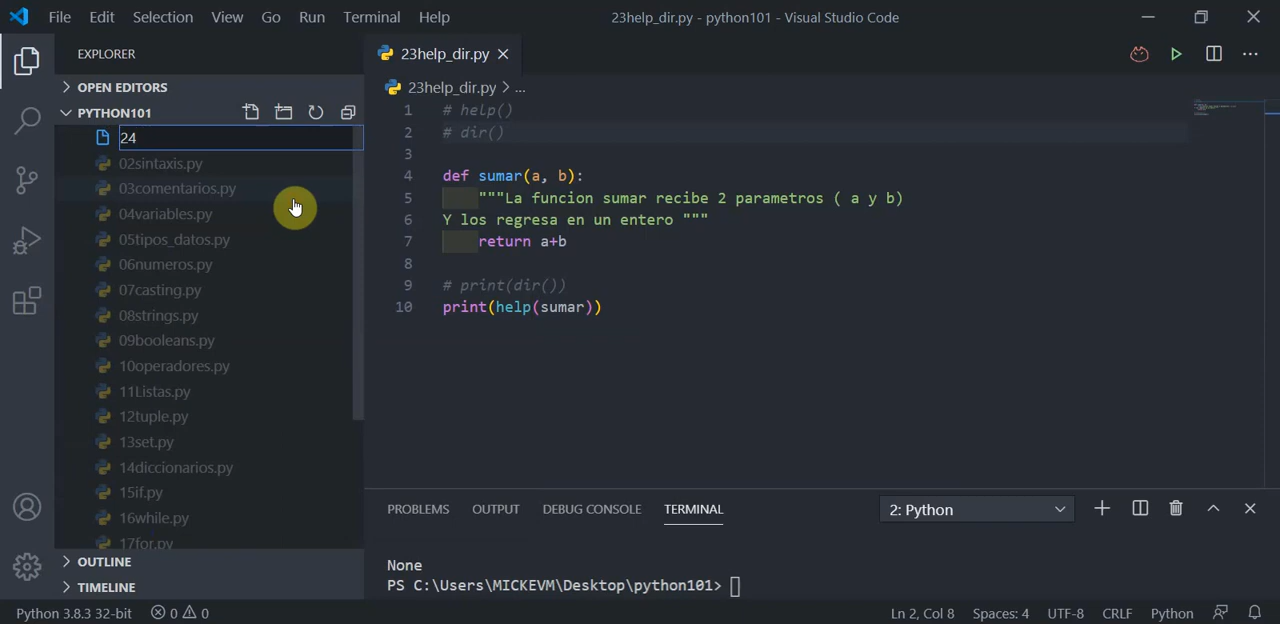 File Edit Selection View Go Run Terminal Help 23help_dir.py - python101 - Visual Studio Code
EXPLORER
OPEN EDITORS
PYTHON101
24
02sintaxis.py
03comentarios.py
04variables.py
05tipos_datos.py
06numeros.py
07casting.py
08strings.py
09booleans.py
10operadores.py
11Listas.py
12tuple.py
13set.py
14diccionarios.py
15if.py
16while.py
17for.py
OUTLINE
TIMELINE
23help_dir.py
23help_dir.py > ...
1 # help()
2 # dir()
3
4 def sumar(a, b):
5 """La funcion sumar recibe 2 parametros ( a y b)
6 Y los regresa en un entero """
7 return a+b
8
9 # print(dir())
10 print(help(sumar))
PROBLEMS OUTPUT DEBUG CONSOLE TERMINAL 2: Python
None
PS C:\Users\MICKEVM\Desktop\python101>
Python 3.8.3 32-bit 0 0 Ln 2, Col 8 Spaces: 4 UTF-8 CRLF Python